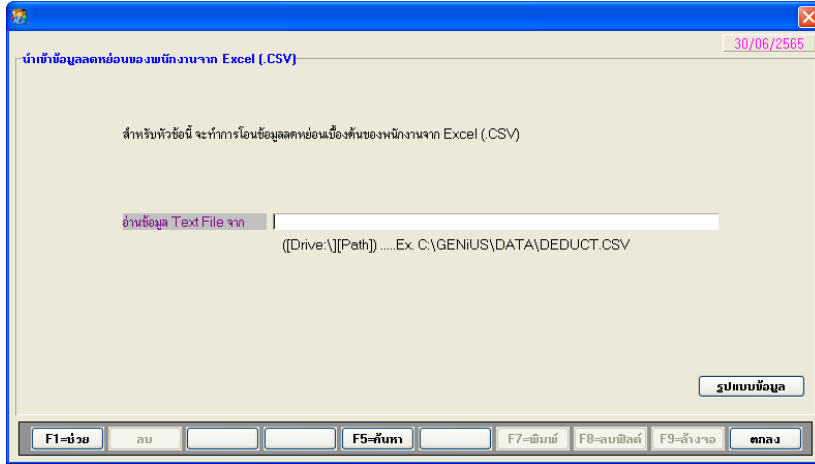 30/06/2565
นำเข้าข้อมูลลดหย่อนของพนักงานจาก Excel (.CSV)
สำหรับหัวข้อนี้ จะทำการโอนข้อมูลลดหย่อนเบื้องต้นของพนักงานจาก Excel (.CSV)
อ่านข้อมูล Text File จาก
([Drive:\][Path]) .....Ex. C:\GENiUS\DATA\DEDUCT.CSV
รูปแบบข้อมูล
F1=ช่วย ลบ F5=ค้นหา F7=พิมพ์ F8=ลบฟิลด์ F9=ล้างจอ ตกลง